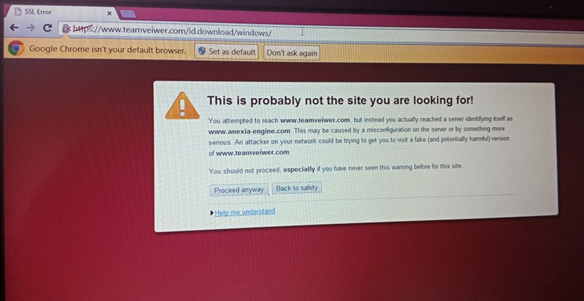 SSL Error
https://www.teamveiwer.com/id.download/windows/
Google Chrome isn't your default browser. Set as default Don't ask again
This is probably not the site you are looking for!
You attempted to reach www.teamveiwer.com, but instead you actually reached a server identifying itself as
www.anexia-engine.com. This may be caused by a misconfiguration on the server or by something more
serious. An attacker on your network could be trying to get you to visit a fake (and potentially harmful) version
of www.teamveiwer.com.
You should not proceed, especially if you have never seen this warning before for this site.
Proceed anyway Back to safety
Help me understand